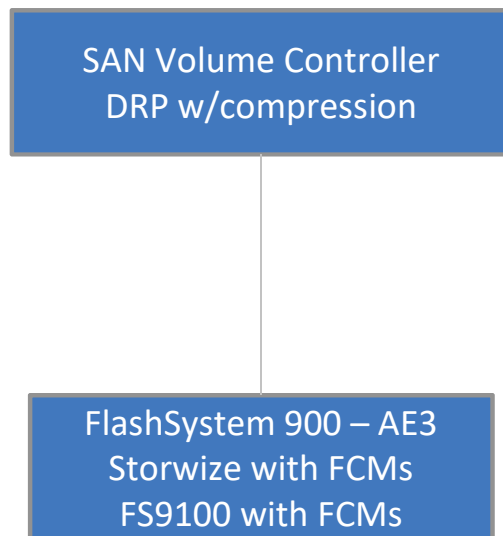 SAN Volume Controller
DRP w/compression
FlashSystem 900 – AE3
Storwize with FCMs
FS9100 with FCMs